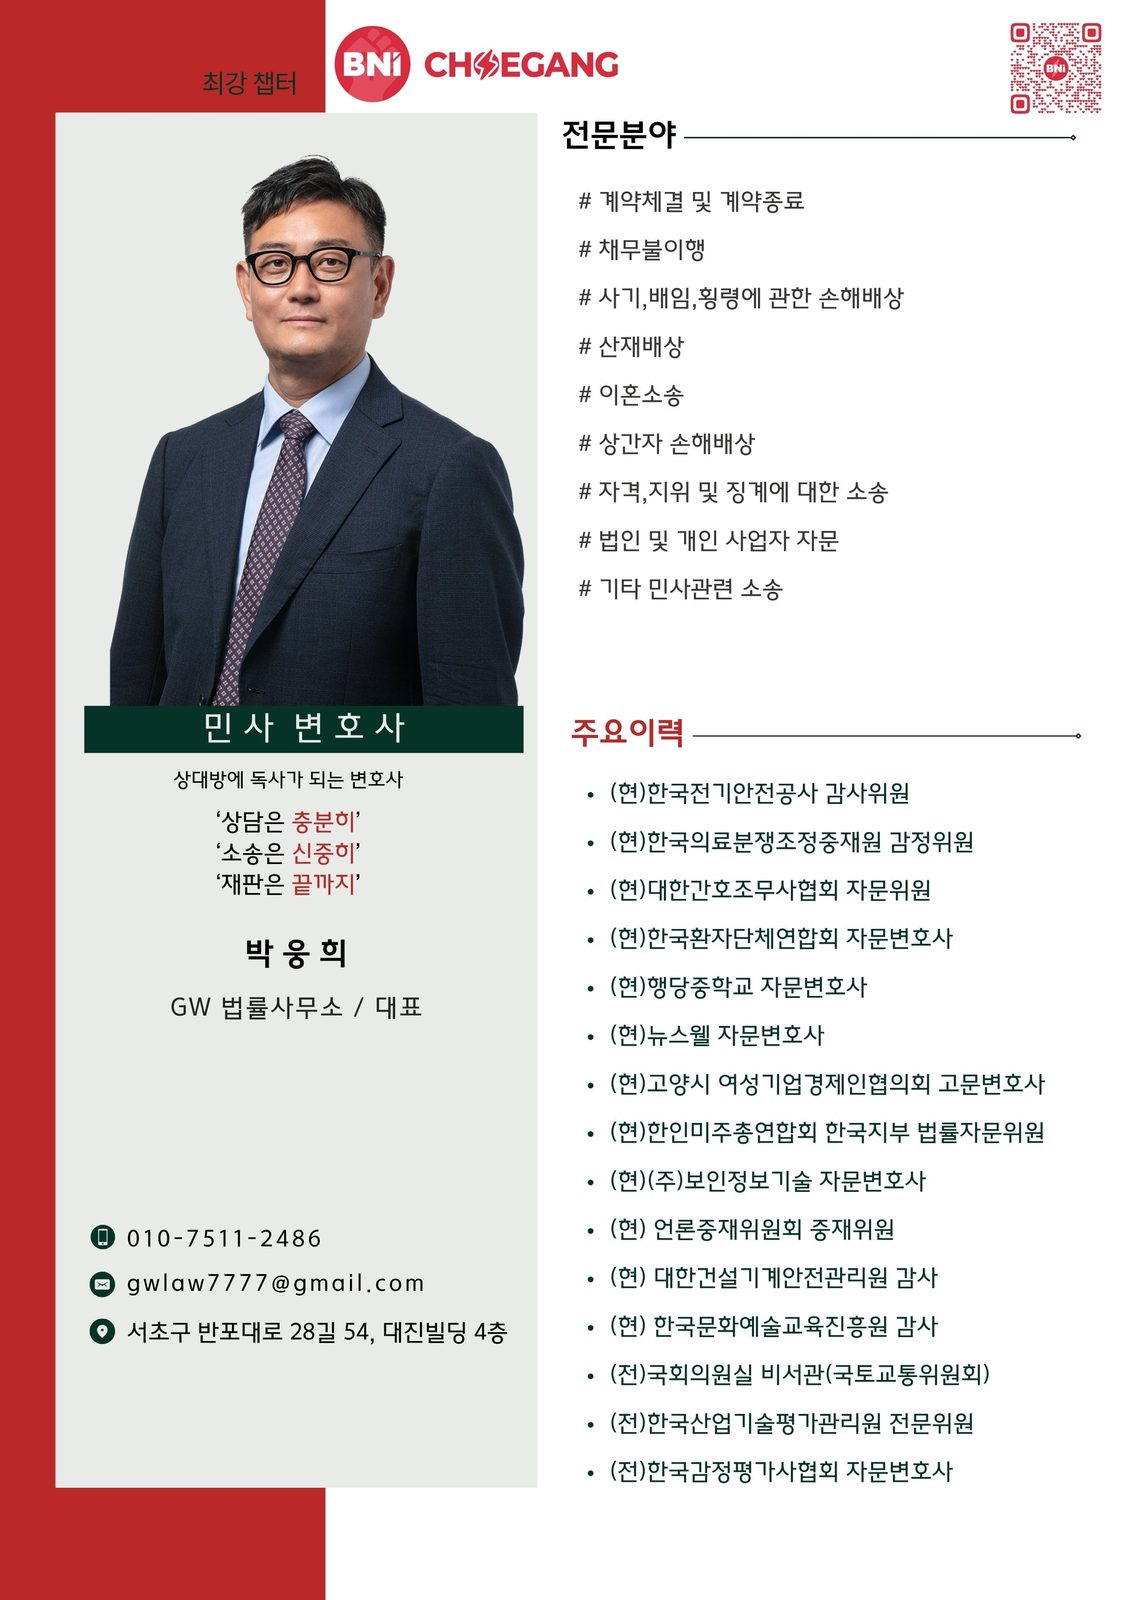 최강 챕터
BNI CHOEGANG
BNI
민사 변호사
상대방에 독사가 되는 변호사
‘상담은 충분히’
‘소송은 신중히’
‘재판은 끝까지’
박웅희
GW 법률사무소 / 대표
010-7511-2486
gwlaw7777@gmail.com
서초구 반포대로 28길 54, 대진빌딩 4층
전문분야
# 계약체결 및 계약종료
# 채무불이행
# 사기,배임,횡령에 관한 손해배상
# 산재배상
# 이혼소송
# 상간자 손해배상
# 자격,지위 및 징계에 대한 소송
# 법인 및 개인 사업자 자문
# 기타 민사관련 소송
주요이력
• (현)한국전기안전공사 감사위원
• (현)한국의료분쟁조정중재원 감정위원
• (현)대한간호조무사협회 자문위원
• (현)한국환자단체연합회 자문변호사
• (현)행당중학교 자문변호사
• (현)뉴스웰 자문변호사
• (현)고양시 여성기업경제인협의회 고문변호사
• (현)한인미주총연합회 한국지부 법률자문위원
• (현)(주)보인정보기술 자문변호사
• (현) 언론중재위원회 중재위원
• (현) 대한건설기계안전관리원 감사
• (현) 한국문화예술교육진흥원 감사
• (전)국회의원실 비서관(국토교통위원회)
• (전)한국산업기술평가관리원 전문위원
• (전)한국감정평가사협회 자문변호사